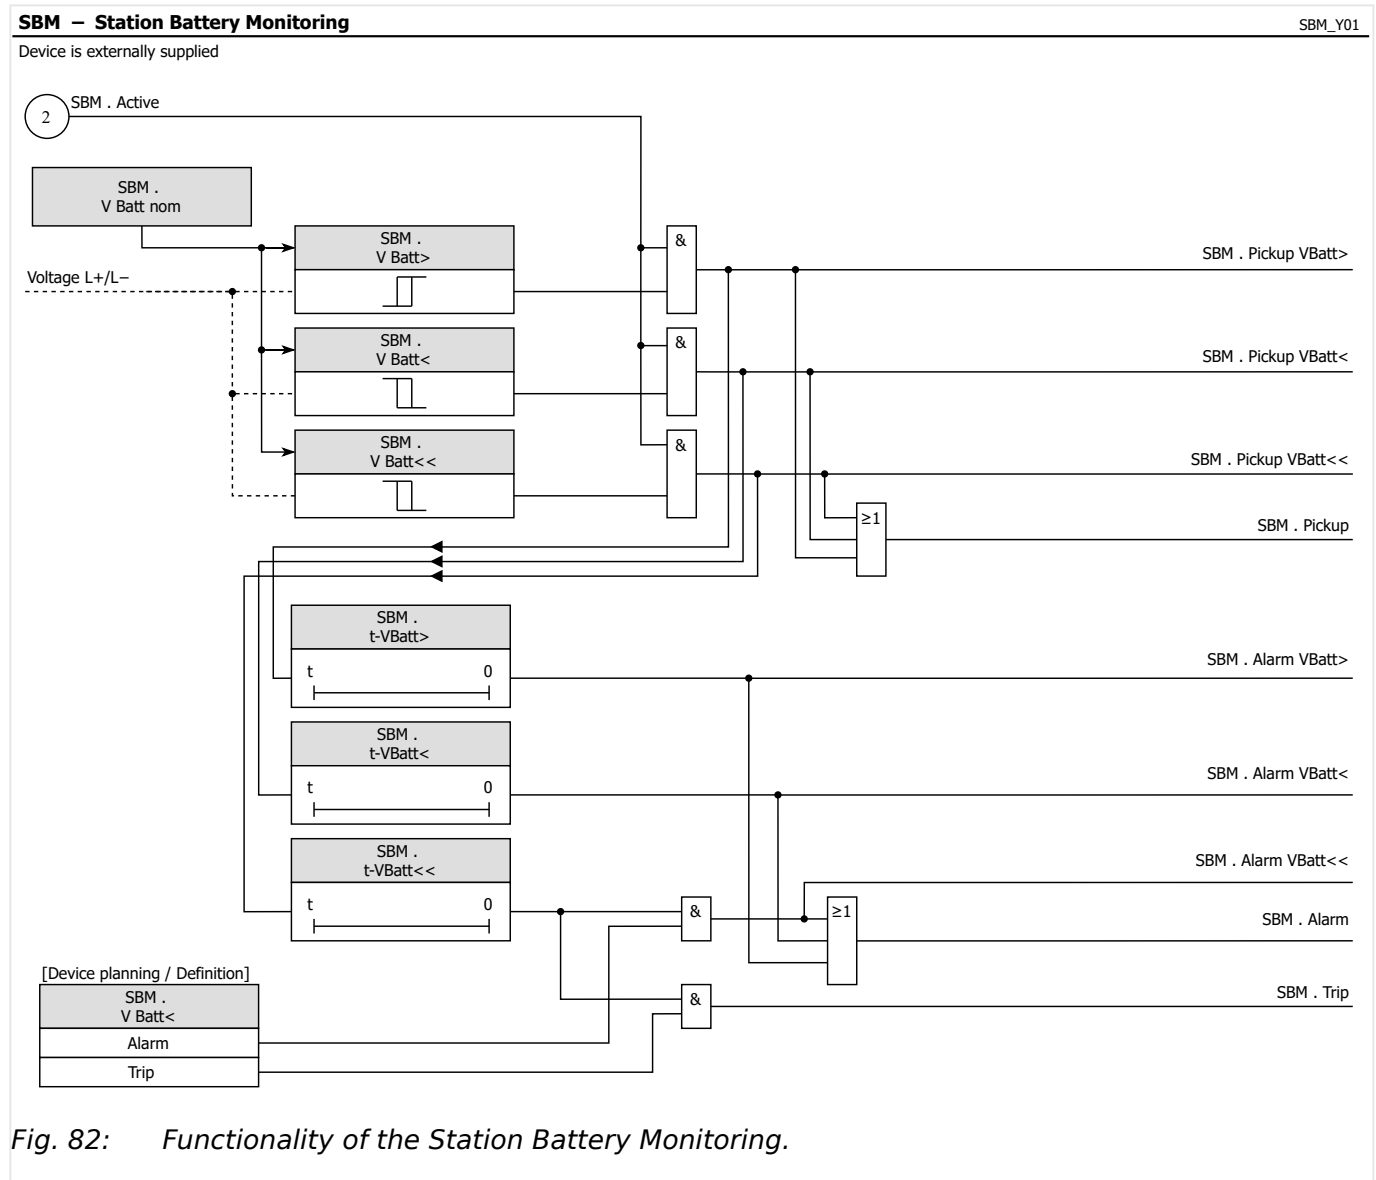 SBM − Station Battery Monitoring
SBM_Y01
Device is externally supplied
SBM . Active
2
SBM .
V Batt nom
SBM .
V Batt>
&
SBM . Pickup VBatt>
Voltage L+/L−
SBM .
V Batt<
&
SBM . Pickup VBatt<
SBM .
V Batt<<
&
SBM . Pickup VBatt<<
≥1
SBM . Pickup
SBM .
t-VBatt>
t 0
SBM . Alarm VBatt>
SBM .
t-VBatt<
t 0
SBM . Alarm VBatt<
SBM .
t-VBatt<<
t 0
&
SBM . Alarm VBatt<<
≥1
SBM . Alarm
[Device planning / Definition]
SBM .
V Batt<
Alarm
Trip
&
SBM . Trip
Fig. 82: Functionality of the Station Battery Monitoring.